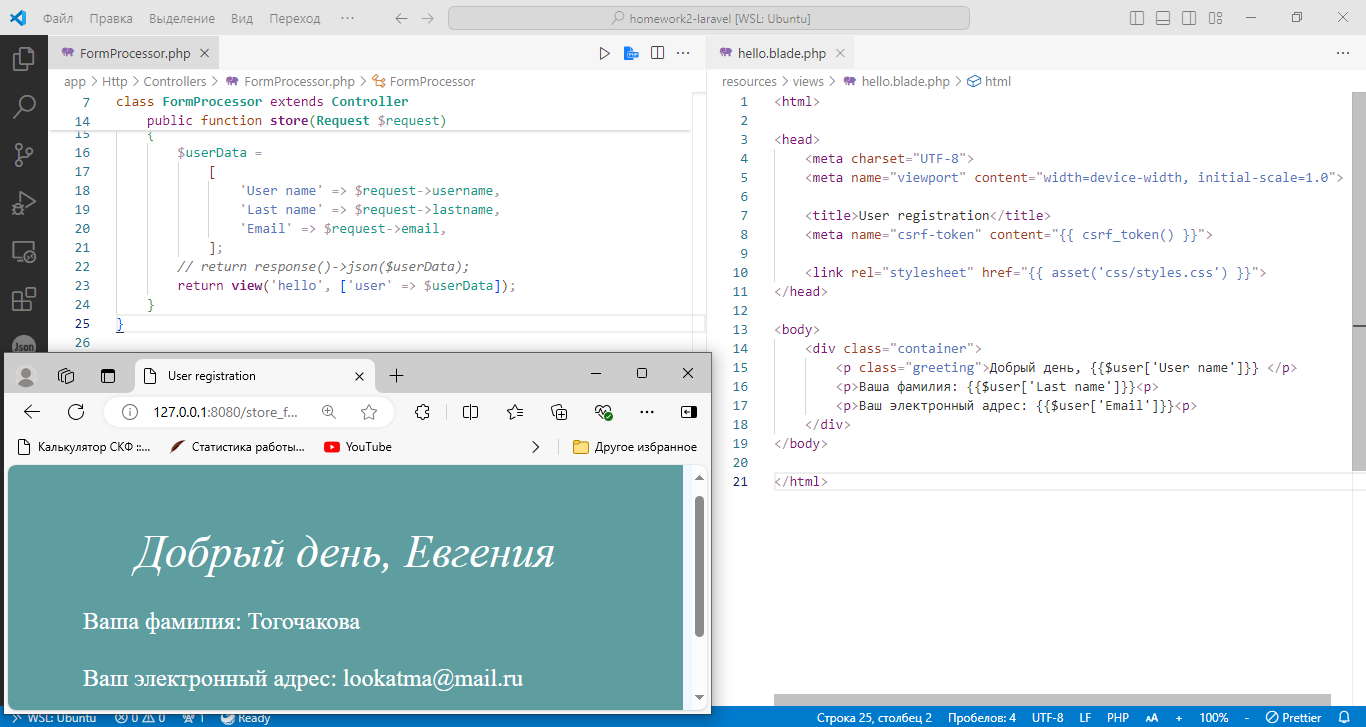 Файл Правка Выделение Вид Переход ··· homework2-laravel [WSL: Ubuntu]
FormProcessor.php
app > Http > Controllers > FormProcessor.php > FormProcessor
7 class FormProcessor extends Controller
14 public function store(Request $request)
15 {
16 $userData =
17 [
18 'User name' => $request->username,
19 'Last name' => $request->lastname,
20 'Email' => $request->email,
21 ];
22 // return response()->json($userData);
23 return view('hello', ['user' => $userData]);
24 }
25 }
26
Json
hello.blade.php
resources > views > hello.blade.php > html
1 <html>
2
3 <head>
4 <meta charset="UTF-8">
5 <meta name="viewport" content="width=device-width, initial-scale=1.0">
6
7 <title>User registration</title>
8 <meta name="csrf-token" content="{{ csrf_token() }}">
9
10 <link rel="stylesheet" href="{{ asset('css/styles.css') }}">
11 </head>
12
13 <body>
14 <div class="container">
15 <p class="greeting">Добрый день, {{$user['User name']}} </p>
16 <p>Ваша фамилия: {{$user['Last name']}}<p>
17 <p>Ваш электронный адрес: {{$user['Email']}}<p>
18 </div>
19 </body>
20
21 </html>
User registration
127.0.0.1:8080/store_f...
Калькулятор СКФ ::... Статистика работы... YouTube Другое избранное
Добрый день, Евгения
Ваша фамилия: Тогочакова
Ваш электронный адрес: lookatma@mail.ru
WSL: Ubuntu 0 0 1 Ready Строка 25, столбец 2 Пробелов: 4 UTF-8 LF PHP AA + 100% - Prettier